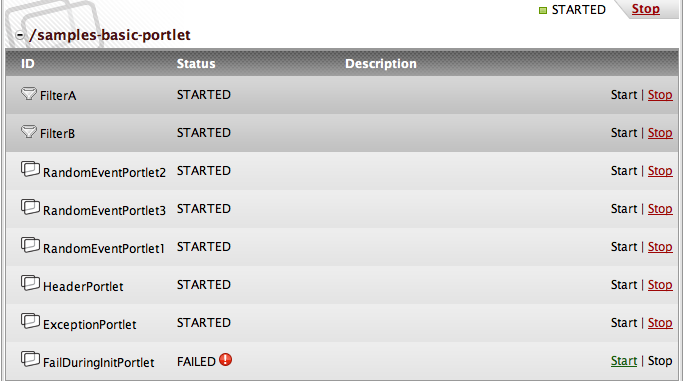 STARTED Stop
/samples-basic-portlet
ID Status Description
FilterA STARTED Start | Stop
FilterB STARTED Start | Stop
RandomEventPortlet2 STARTED Start | Stop
RandomEventPortlet3 STARTED Start | Stop
RandomEventPortlet1 STARTED Start | Stop
HeaderPortlet STARTED Start | Stop
ExceptionPortlet STARTED Start | Stop
FailDuringInitPortlet FAILED Start | Stop